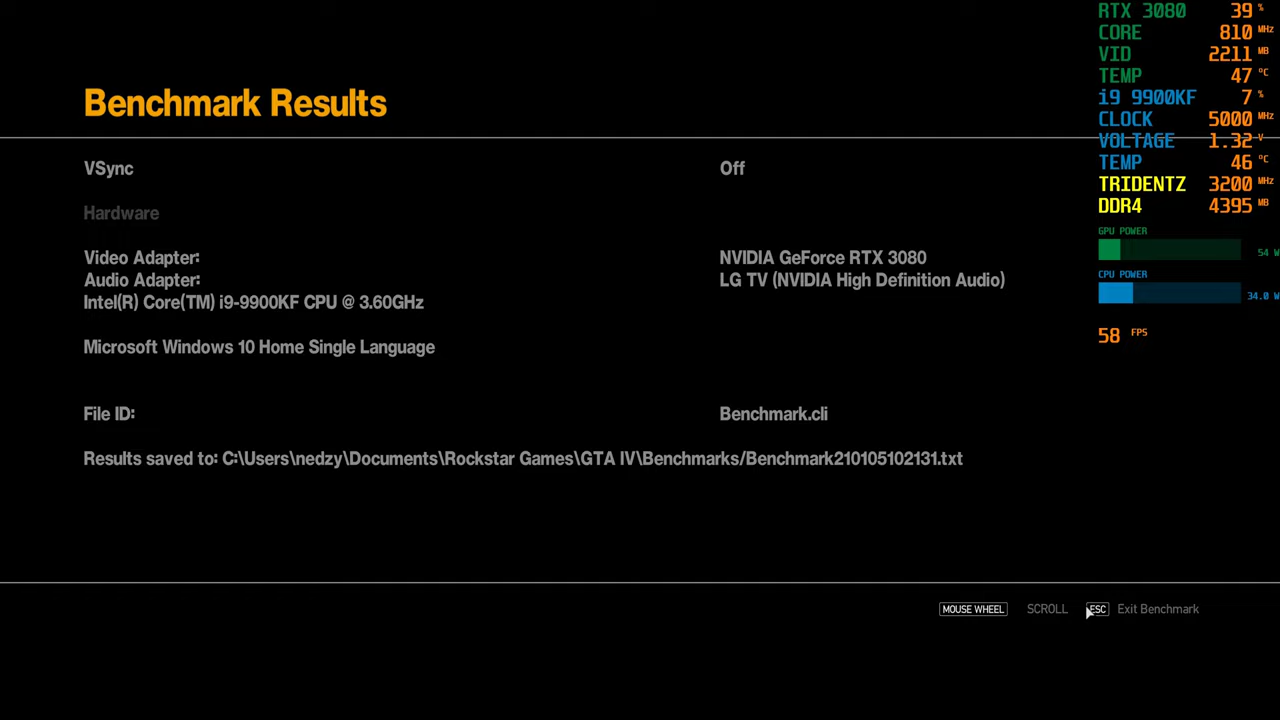 RTX 3080 39 %
CORE 810 MHz
VID 2211 MB
TEMP 47 °C
Benchmark Results
i9 9900KF 7 %
CLOCK 5000 MHz
VOLTAGE 1.32 V
VSync Off
TEMP 46 °C
TRIDENTZ 3200 MHz
DDR4 4395 MB
Hardware
GPU POWER
54 W
Video Adapter: NVIDIA GeForce RTX 3080
Audio Adapter: LG TV (NVIDIA High Definition Audio)
CPU POWER
34.0 W
Intel(R) Core(TM) i9-9900KF CPU @ 3.60GHz
58 FPS
Microsoft Windows 10 Home Single Language
File ID: Benchmark.cli
Results saved to: C:\Users\nedzy\Documents\Rockstar Games\GTA IV\Benchmarks/Benchmark210105102131.txt
MOUSE WHEEL SCROLL ESC Exit Benchmark